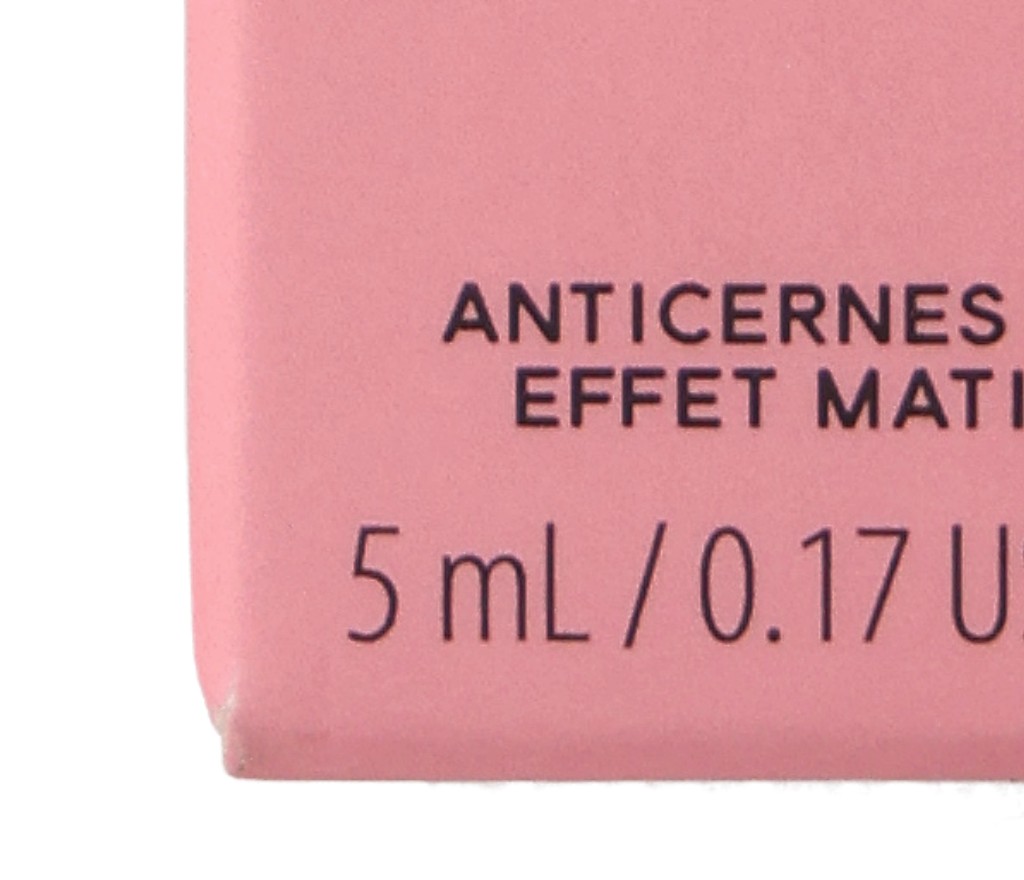 ANTICERNES
EFFET MATI
5 mL / 0.17 U